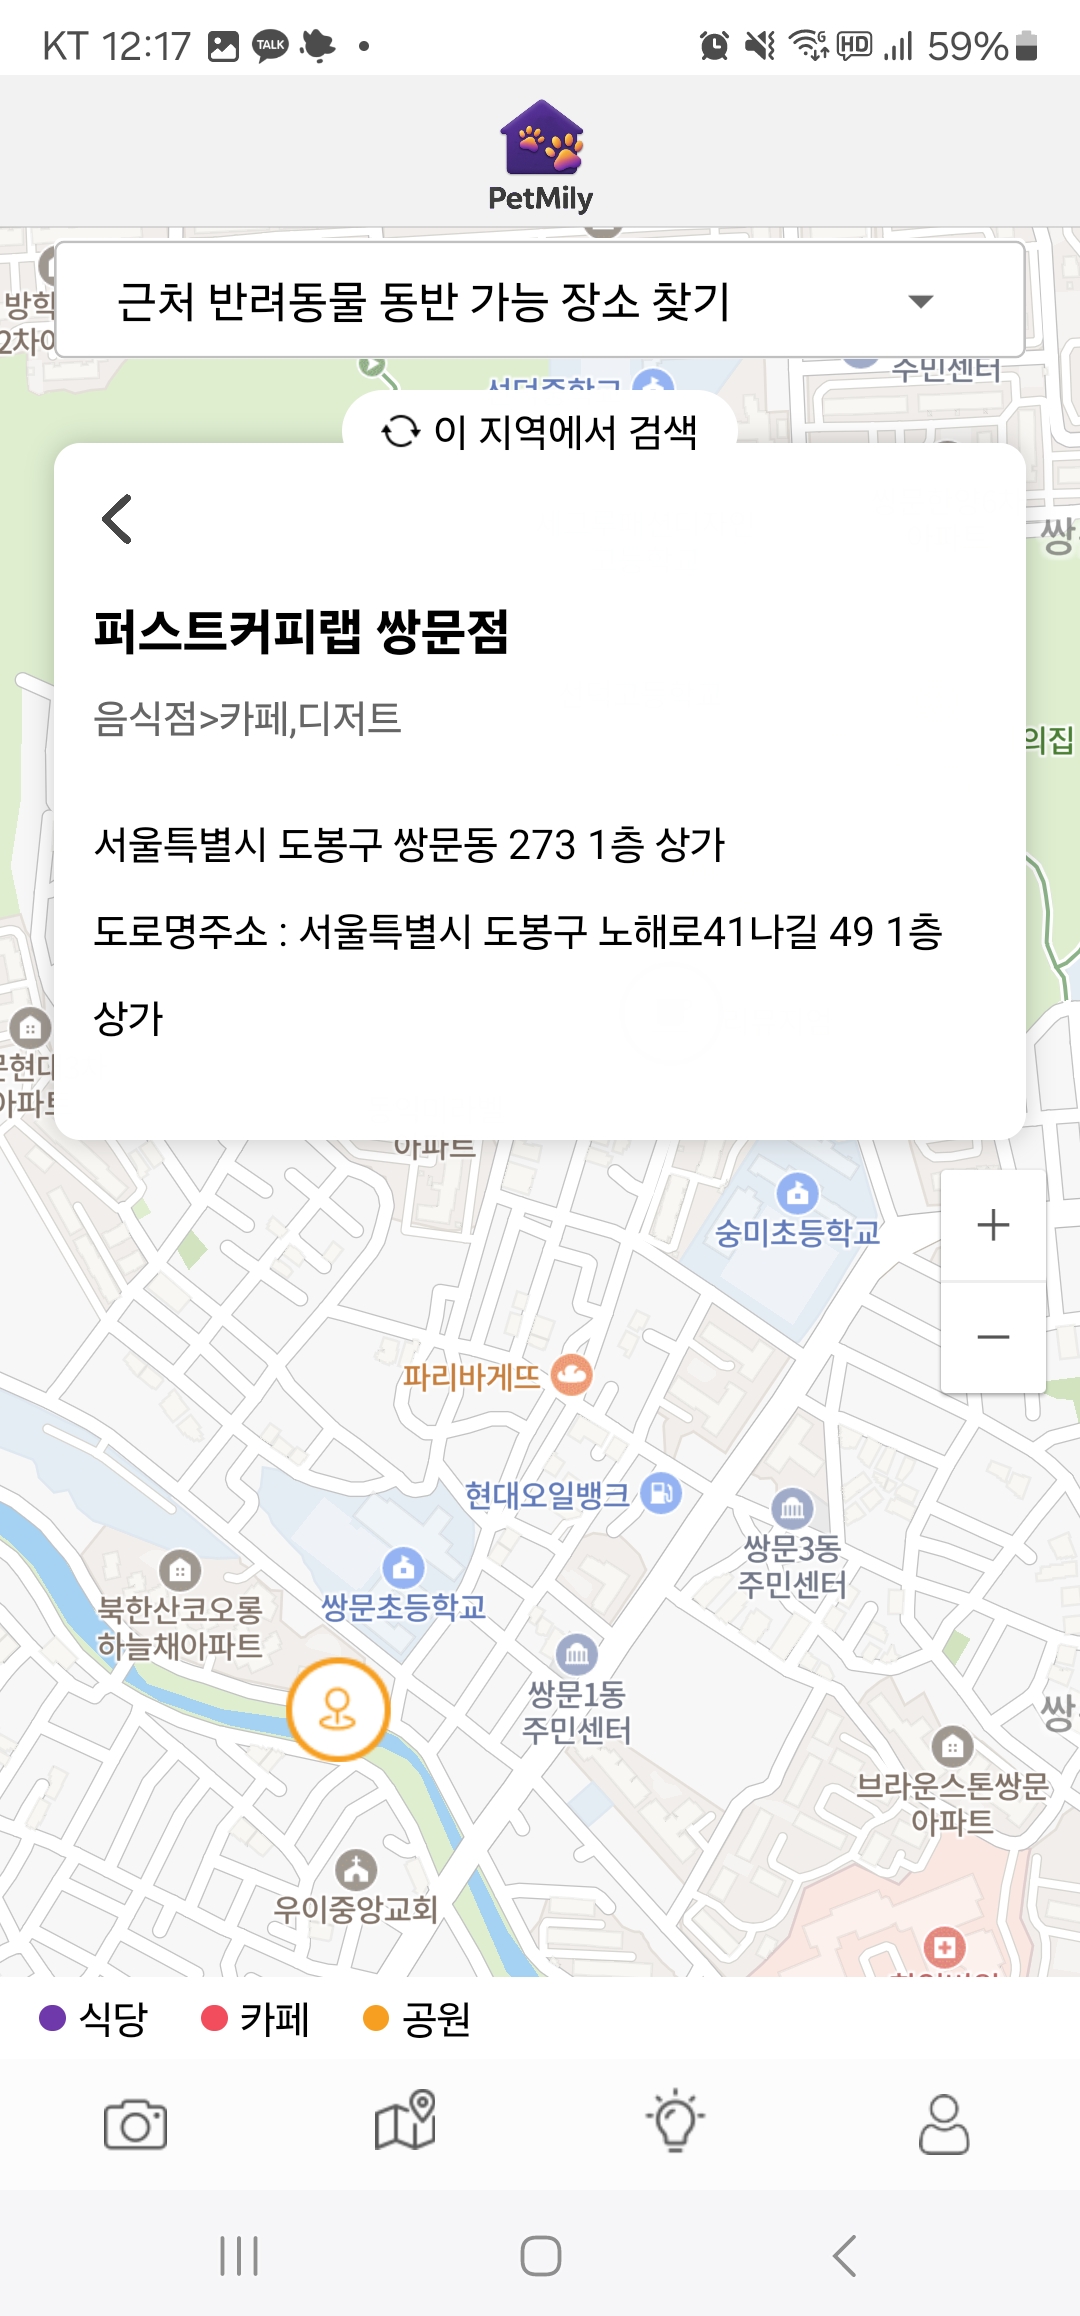 KT 12:17
TALK
HD
59%
PetMily
근처 반려동물 동반 가능 장소 찾기
방학
2차
주민센터
선덕중학교
이 지역에서 검색
쌍
퍼스트커피랩 쌍문점
음식점>카페,디저트
의집
서울특별시 도봉구 쌍문동 273 1층 상가
도로명주소 : 서울특별시 도봉구 노해로41나길 49 1층
상가
현대
아파트
아파트
숭미초등학교
+
−
파리바게뜨
현대오일뱅크
쌍문3동
주민센터
북한산코오롱
하늘채아파트
쌍문초등학교
쌍문1동
주민센터
쌍
브라운스톤쌍문
아파트
우이중앙교회
식당
카페
공원